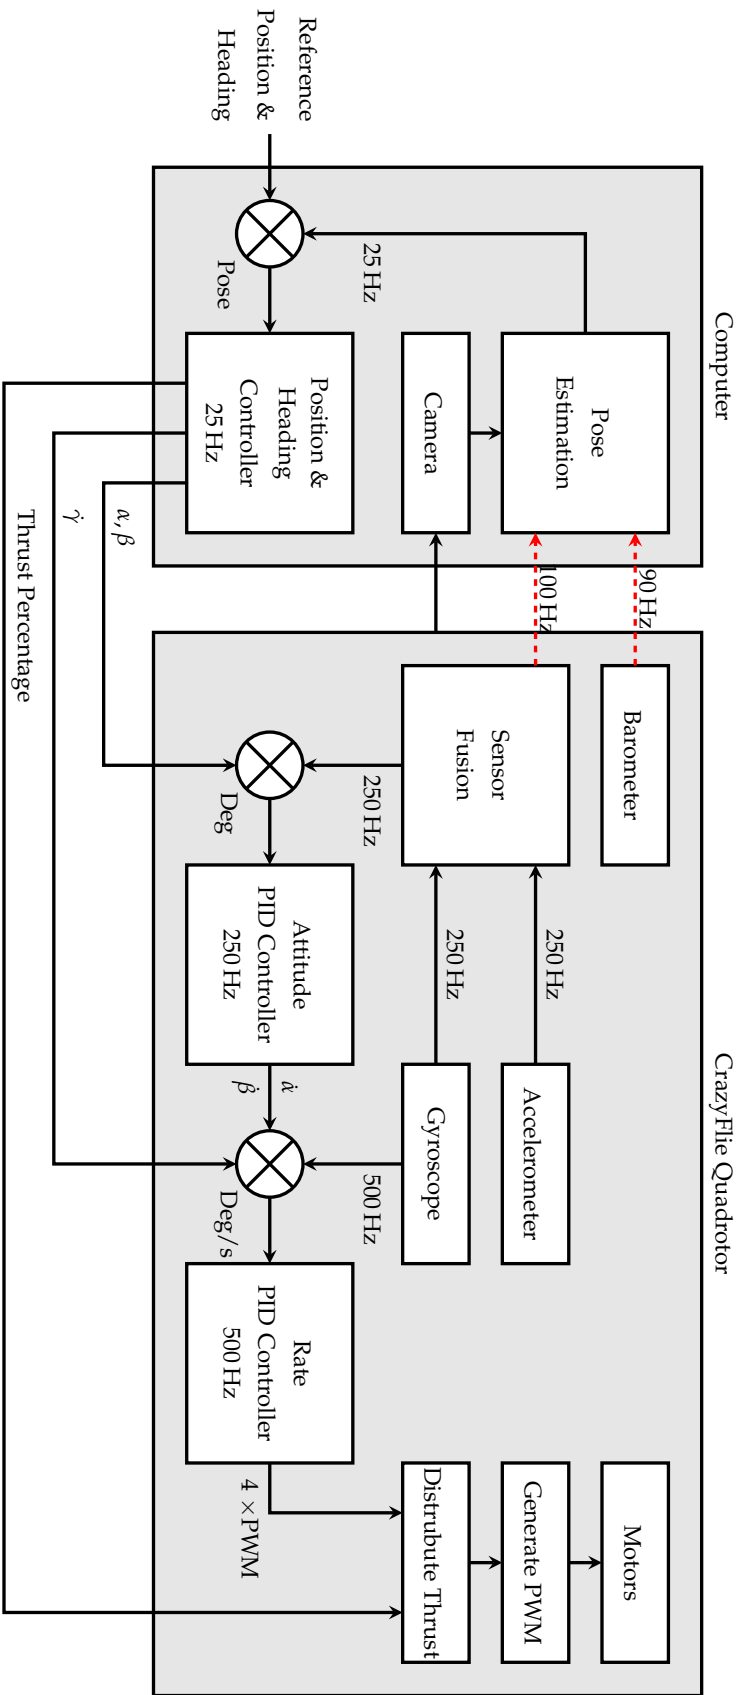 Computer
CrazyFlie Quadrotor
Pose
Estimation
Barometer
Accelerometer
Motors
90 Hz
100 Hz
250 Hz
Camera
Sensor
Fusion
250 Hz
Gyroscope
Generate PWM
25 Hz
250 Hz
500 Hz
Distrubute Thrust
Reference
Position &
Heading
Pose
Position &
Heading
Controller
25 Hz
Deg
Attitude
PID Controller
250 Hz
α̇
β̇
Deg/s
Rate
PID Controller
500 Hz
4 ×PWM
α, β
γ̇
Thrust Percentage